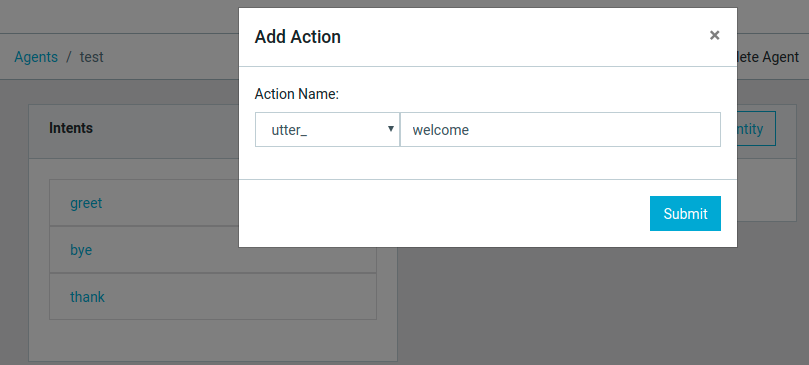 Add Action ×
Agents / test
lete Agent
Action Name:
utter_ welcome
Intents
ntity
greet
Submit
bye
thank